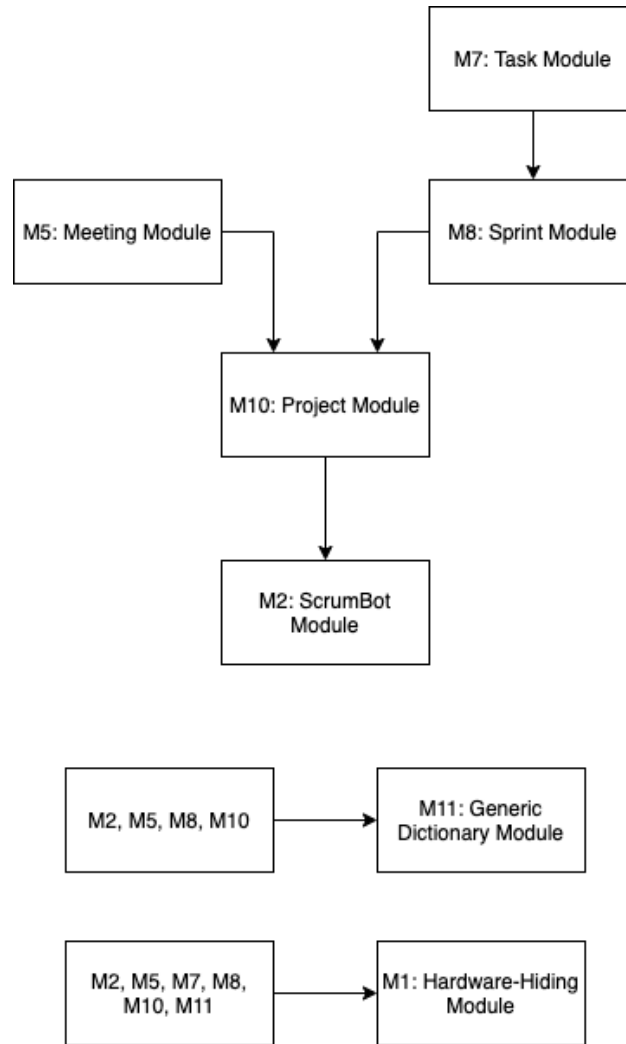 M7: Task Module
M5: Meeting Module
M8: Sprint Module
M10: Project Module
M2: ScrumBot
Module
M2, M5, M8, M10
M11: Generic
Dictionary Module
M2, M5, M7, M8,
M10, M11
M1: Hardware-Hiding
Module